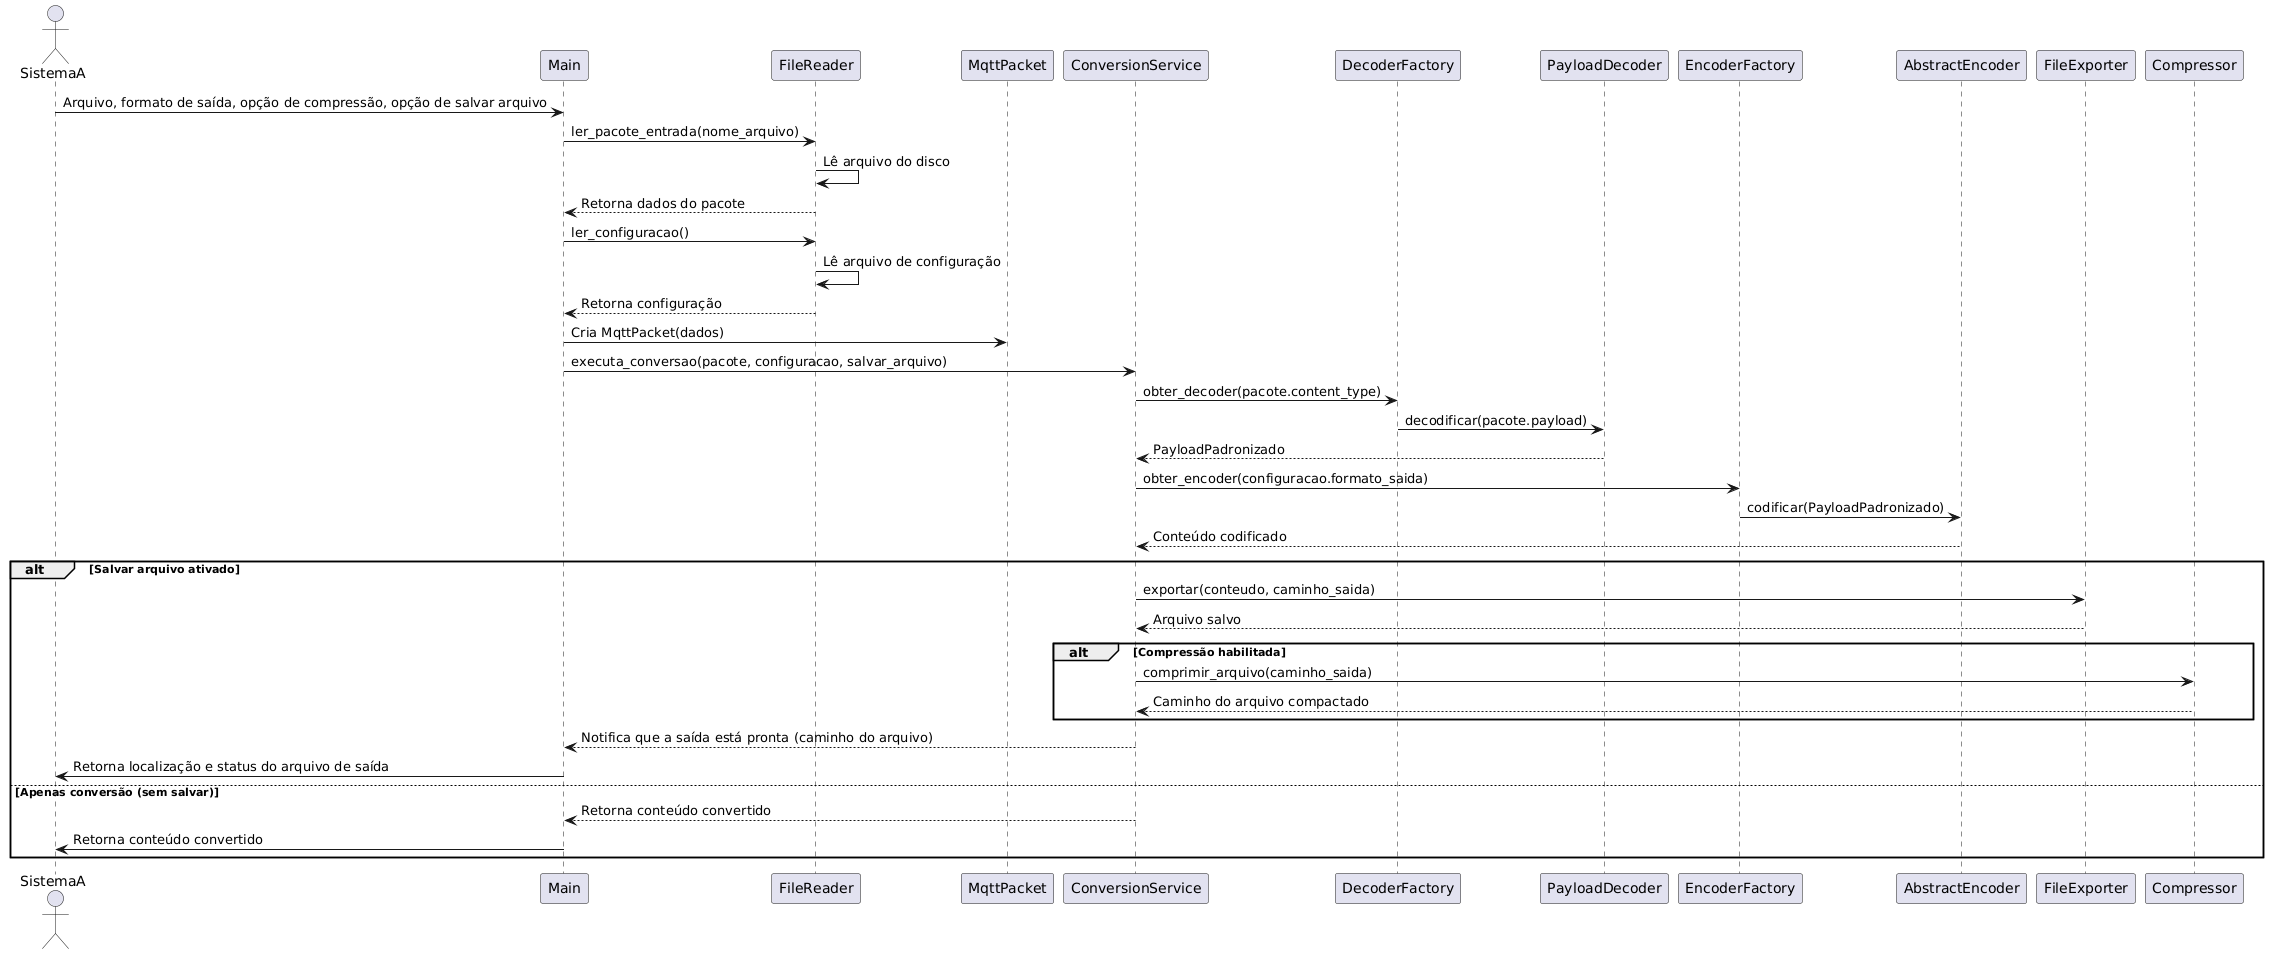 SistemaA
Main
FileReader
MqttPacket
ConversionService
DecoderFactory
PayloadDecoder
EncoderFactory
AbstractEncoder
FileExporter
Compressor
Arquivo, formato de saída, opção de compressão, opção de salvar arquivo
ler_pacote_entrada(nome_arquivo)
Lê arquivo do disco
Retorna dados do pacote
ler_configuracao()
Lê arquivo de configuração
Retorna configuração
Cria MqttPacket(dados)
executa_conversao(pacote, configuracao, salvar_arquivo)
obter_decoder(pacote.content_type)
decodificar(pacote.payload)
PayloadPadronizado
obter_encoder(configuracao.formato_saida)
codificar(PayloadPadronizado)
Conteúdo codificado
alt [Salvar arquivo ativado]
exportar(conteudo, caminho_saida)
Arquivo salvo
alt [Compressão habilitada]
comprimir_arquivo(caminho_saida)
Caminho do arquivo compactado
Notifica que a saída está pronta (caminho do arquivo)
Retorna localização e status do arquivo de saída
[Apenas conversão (sem salvar)]
Retorna conteúdo convertido
Retorna conteúdo convertido
SistemaA
Main
FileReader
MqttPacket
ConversionService
DecoderFactory
PayloadDecoder
EncoderFactory
AbstractEncoder
FileExporter
Compressor